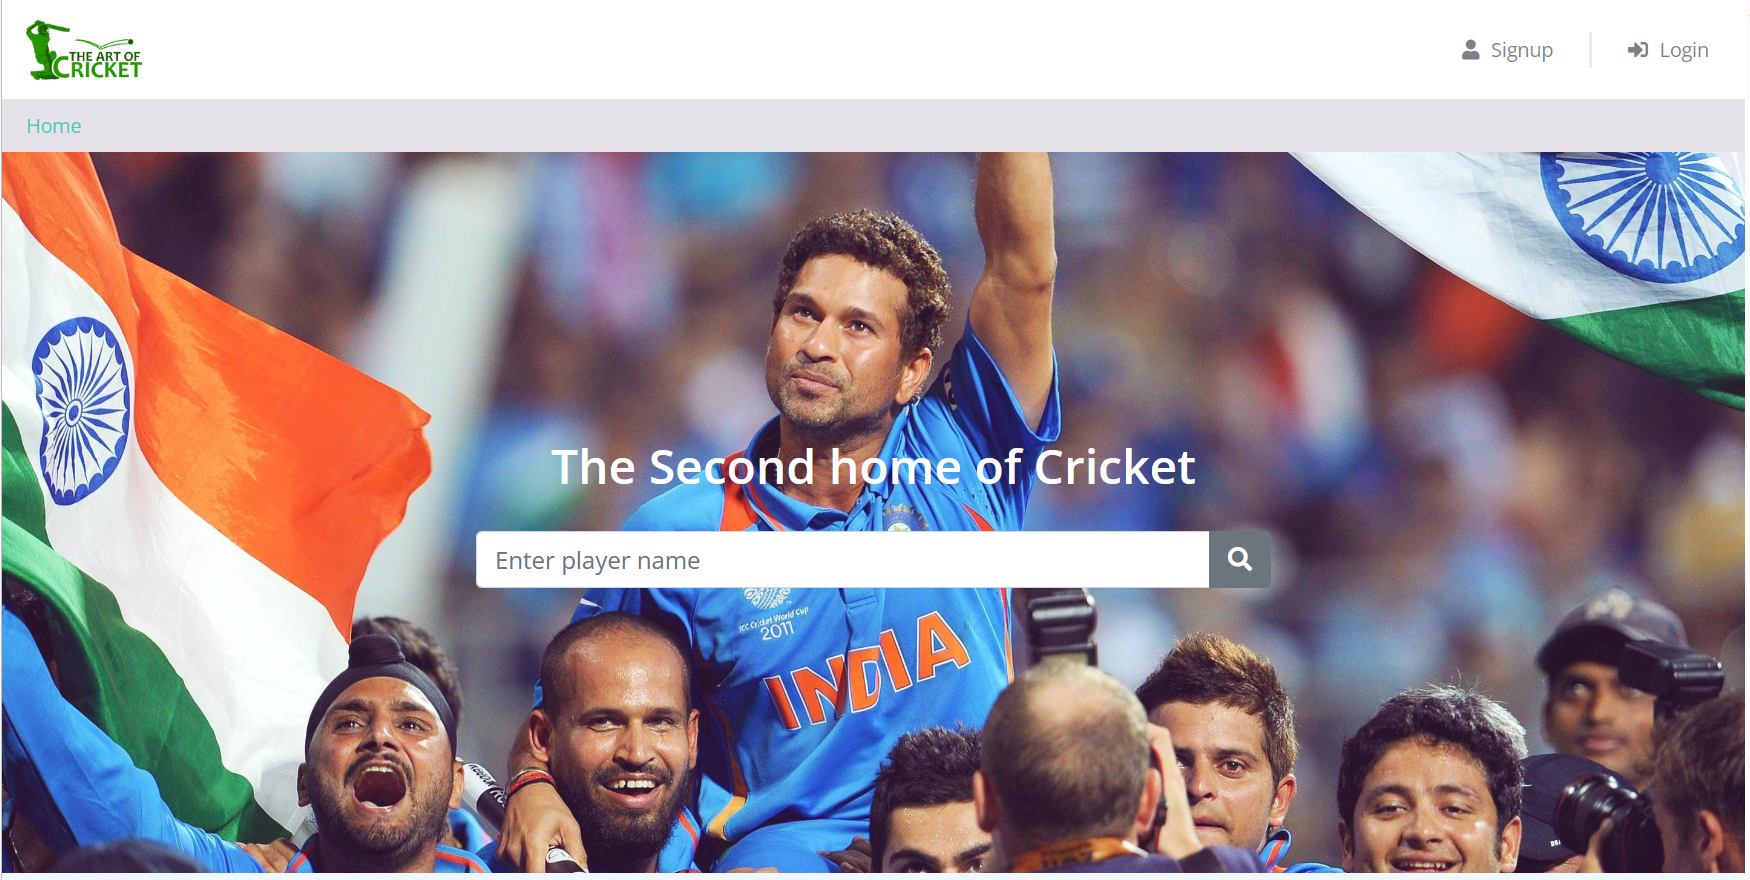 THE ART OF
CRICKET
Signup
Login
Home
The Second home of Cricket
Enter player name
ICC Cricket World Cup
2011
INDIA